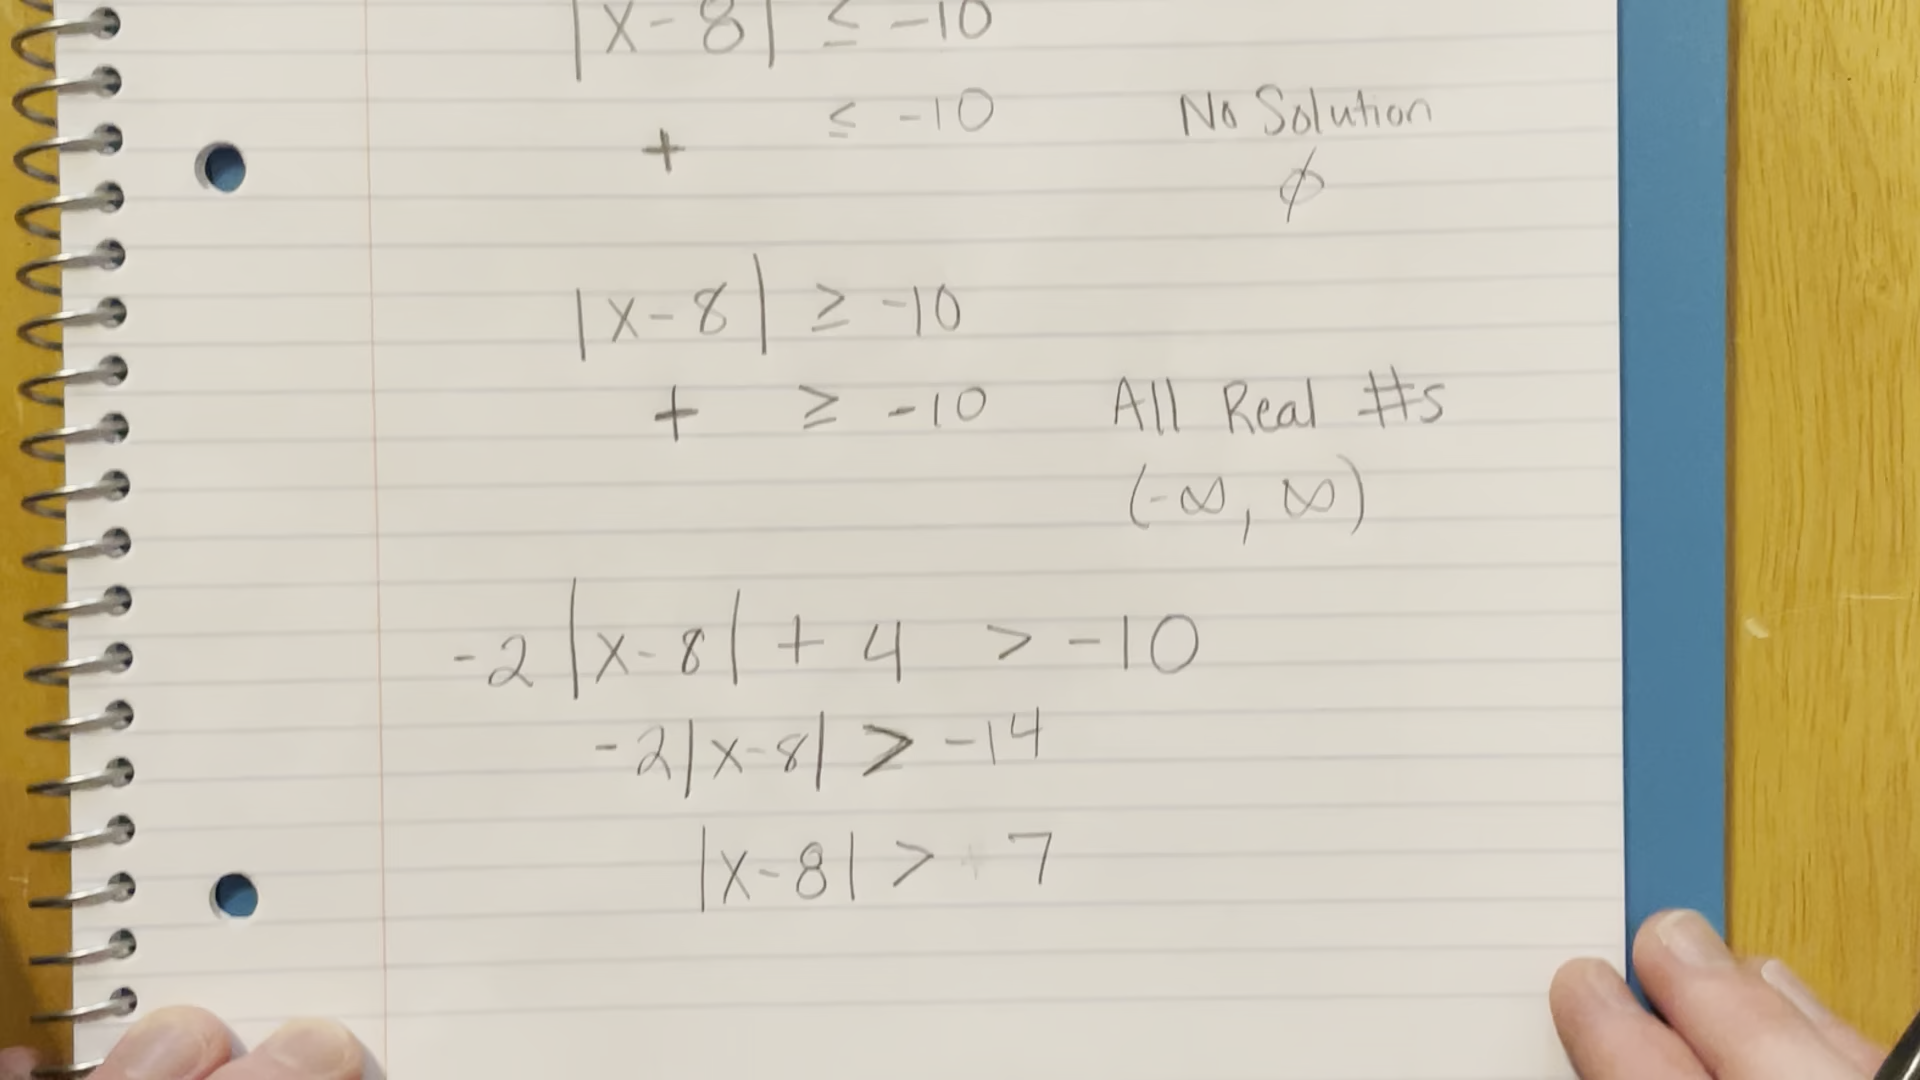 |x-8| ≤ -10
+ ≤ -10 No Solution
∅
|x-8| ≥ -10
+ ≥ -10 All Real #s
(-∞, ∞)
-2|x-8| + 4 > -10
-2|x-8| > -14
|x-8| > 7